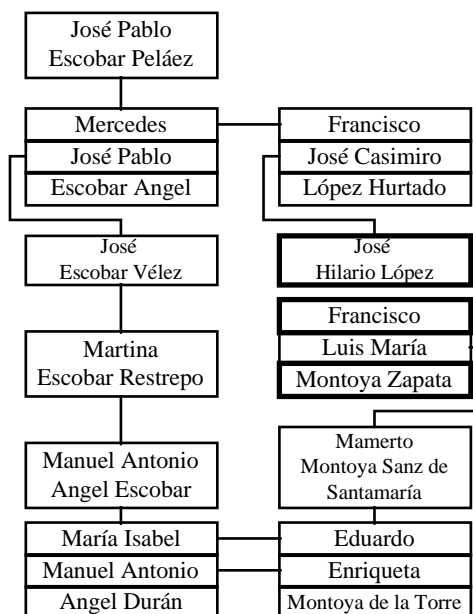 José Pablo
Escobar Peláez
Mercedes
José Pablo
Escobar Angel
Francisco
José Casimiro
López Hurtado
José
Escobar Vélez
José
Hilario López
Francisco
Luis María
Montoya Zapata
Martina
Escobar Restrepo
Manuel Antonio
Angel Escobar
Mamerto
Montoya Sanz de
Santamaría
María Isabel
Manuel Antonio
Angel Durán
Eduardo
Enriqueta
Montoya de la Torre